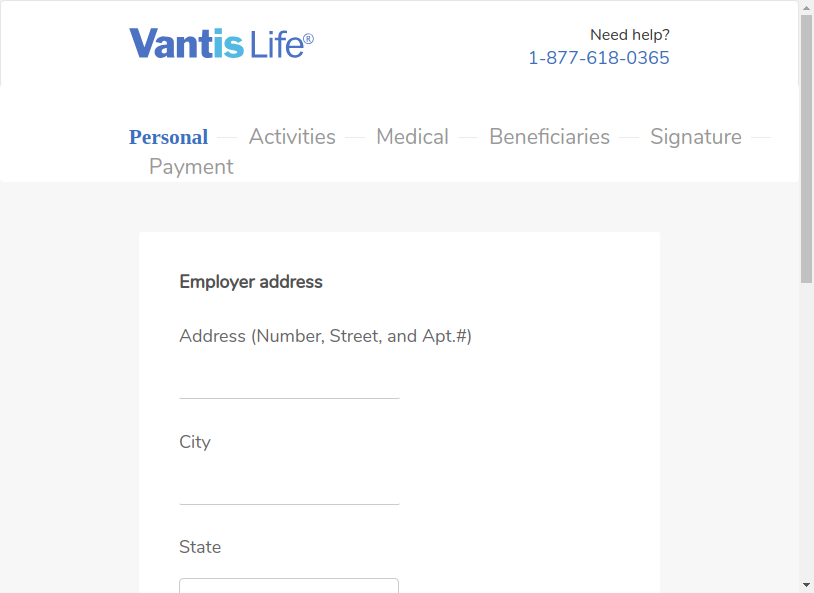 Vantis Life®
Need help?
1-877-618-0365
Personal
Activities
Medical
Beneficiaries
Signature
Payment
Employer address
Address (Number, Street, and Apt.#)
City
State